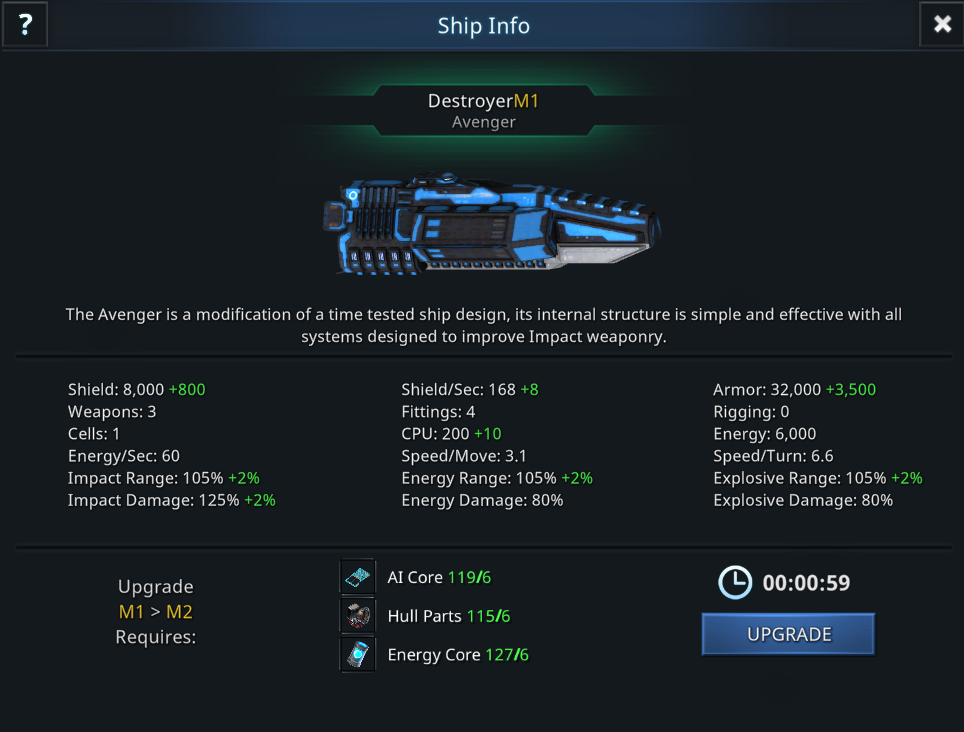 ?
Ship Info
×
DestroyerM1
Avenger
The Avenger is a modification of a time tested ship design, its internal structure is simple and effective with all
systems designed to improve Impact weaponry.
Shield: 8,000 +800
Weapons: 3
Cells: 1
Energy/Sec: 60
Impact Range: 105% +2%
Impact Damage: 125% +2%
Shield/Sec: 168 +8
Fittings: 4
CPU: 200 +10
Speed/Move: 3.1
Energy Range: 105% +2%
Energy Damage: 80%
Armor: 32,000 +3,500
Rigging: 0
Energy: 6,000
Speed/Turn: 6.6
Explosive Range: 105% +2%
Explosive Damage: 80%
Upgrade
M1 > M2
Requires:
AI Core 119/6
Hull Parts 115/6
Energy Core 127/6
00:00:59
UPGRADE